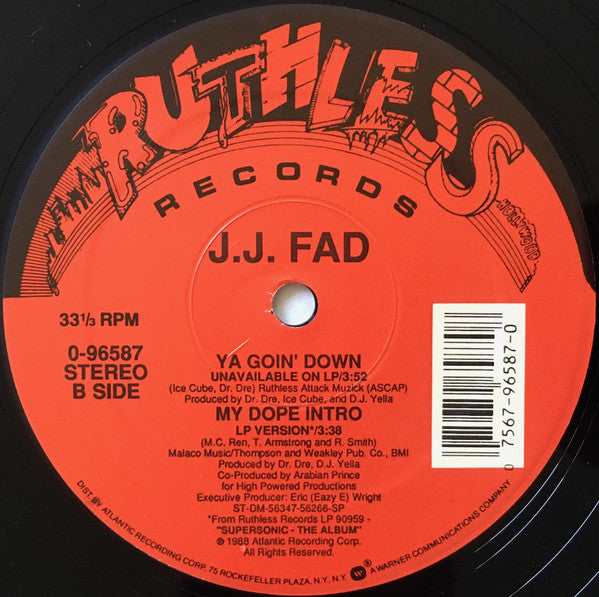 RUTHLESS
RECORDS
HOLLYWOOD
J.J. FAD
33 1/3 RPM
0-96587
STEREO
B SIDE
YA GOIN' DOWN
UNAVAILABLE ON LP/3:52
(Ice Cube, Dr. Dre) Ruthless Attack Muzick (ASCAP)
Produced by Dr. Dre, Ice Cube, and D.J. Yella
MY DOPE INTRO
LP VERSION*/3:38
(M.C. Ren, T. Armstrong and R. Smith)
Malaco Music/Thompson and Weakley Pub. Co., BMI
Produced by Dr. Dre, D.J. Yella
Co-Produced by Arabian Prince
for High Powered Productions
Executive Producer: Eric (Eazy E) Wright
ST-DM-56347-56266-SP
*From Ruthless Records LP 90959 -
"SUPERSONIC - THE ALBUM"
℗ 1988 Atlantic Recording Corp.
All Rights Reserved.
0 7567-96587-0
DIST. BY ATLANTIC RECORDING CORP. 75 ROCKEFELLER PLAZA, N.Y. N.Y. W ® A WARNER COMMUNICATIONS COMPANY